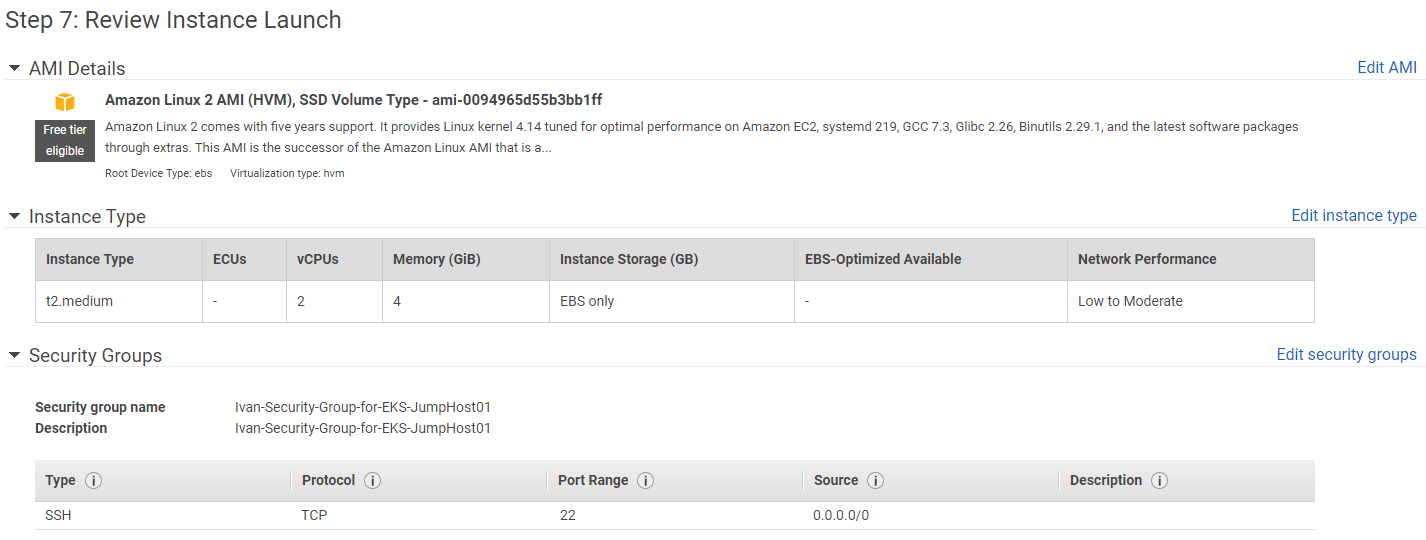 Step 7: Review Instance Launch
AMI Details Edit AMI
Amazon Linux 2 AMI (HVM), SSD Volume Type - ami-0094965d55b3bb1ff
Free tier eligible
Amazon Linux 2 comes with five years support. It provides Linux kernel 4.14 tuned for optimal performance on Amazon EC2, systemd 219, GCC 7.3, Glibc 2.26, Binutils 2.29.1, and the latest software packages
through extras. This AMI is the successor of the Amazon Linux AMI that is a...
Root Device Type: ebs Virtualization type: hvm
Instance Type Edit instance type
Instance Type ECUs vCPUs Memory (GiB) Instance Storage (GB) EBS-Optimized Available Network Performance
t2.medium - 2 4 EBS only - Low to Moderate
Security Groups Edit security groups
Security group name Ivan-Security-Group-for-EKS-JumpHost01
Description Ivan-Security-Group-for-EKS-JumpHost01
Type Protocol Port Range Source Description
SSH TCP 22 0.0.0.0/0